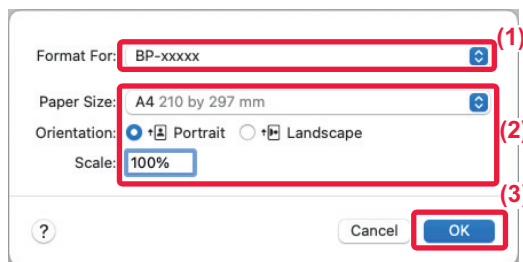 (1)
Format For: BP-xxxxx
Paper Size: A4 210 by 297 mm
Orientation: Portrait Landscape
(2)
Scale: 100%
(3)
? Cancel OK